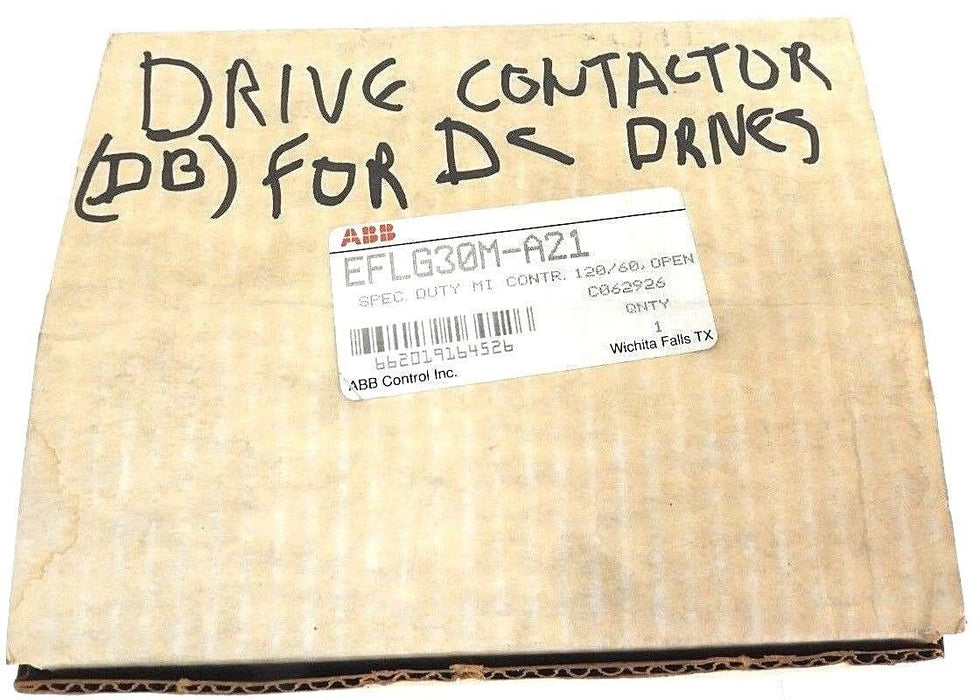 DRIVE CONTACTOR
(DB) FOR DC DRIVES
ABB
EFLG30M-A21
SPEC DUTY MI CONTR. 120/60, OPEN
C062926
QNTY
1
662019164526
Wichita Falls TX
ABB Control Inc.